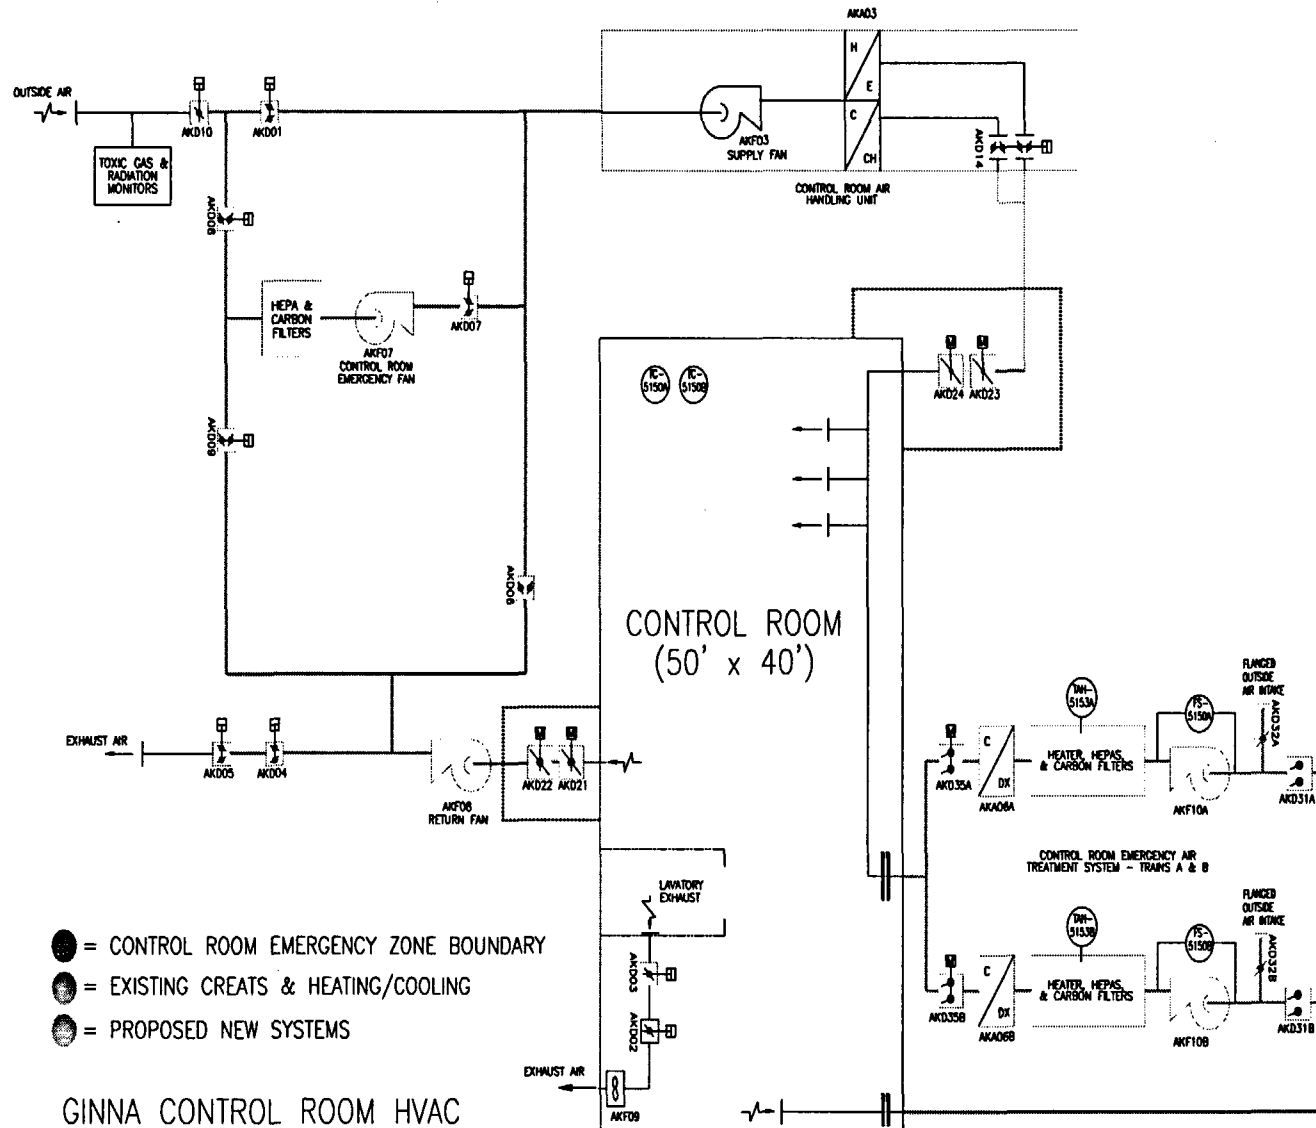 AKA03
H
E
C
CH
OUTSIDE AIR
AKD10
AKD01
TOXIC GAS &
RADIATION
MONITORS
AKF03
SUPPLY FAN
AKD14
CONTROL ROOM AIR
HANDLING UNIT
AKD08
HEPA &
CARBON
FILTERS
AKF07
CONTROL ROOM
EMERGENCY FAN
AKD07
AKD09
TC-
5150A
TC-
5150B
M
M
AKD24
AKD23
AKD06
CONTROL ROOM
(50' x 40')
EXHAUST AIR
AKD05
AKD04
AKF08
RETURN FAN
M
M
AKD22
AKD21
TAH-
5153A
FS-
5150A
FLANGED
OUTSIDE
AIR INTAKE
AKD32A
M
AKD35A
C
DX
AKA06A
HEATER, HEPAS,
& CARBON FILTERS
AKF10A
AKD31A
CONTROL ROOM EMERGENCY AIR
TREATMENT SYSTEM - TRAINS A & B
TAH-
5153B
FS-
5150B
FLANGED
OUTSIDE
AIR INTAKE
AKD32B
M
AKD35B
C
DX
AKA06B
HEATER, HEPAS,
& CARBON FILTERS
AKF10B
AKD31B
LAVATORY
EXHAUST
AKD03
AKD02
EXHAUST AIR
AKF09
= CONTROL ROOM EMERGENCY ZONE BOUNDARY
= EXISTING CREATS & HEATING/COOLING
= PROPOSED NEW SYSTEMS
GINNA CONTROL ROOM HVAC